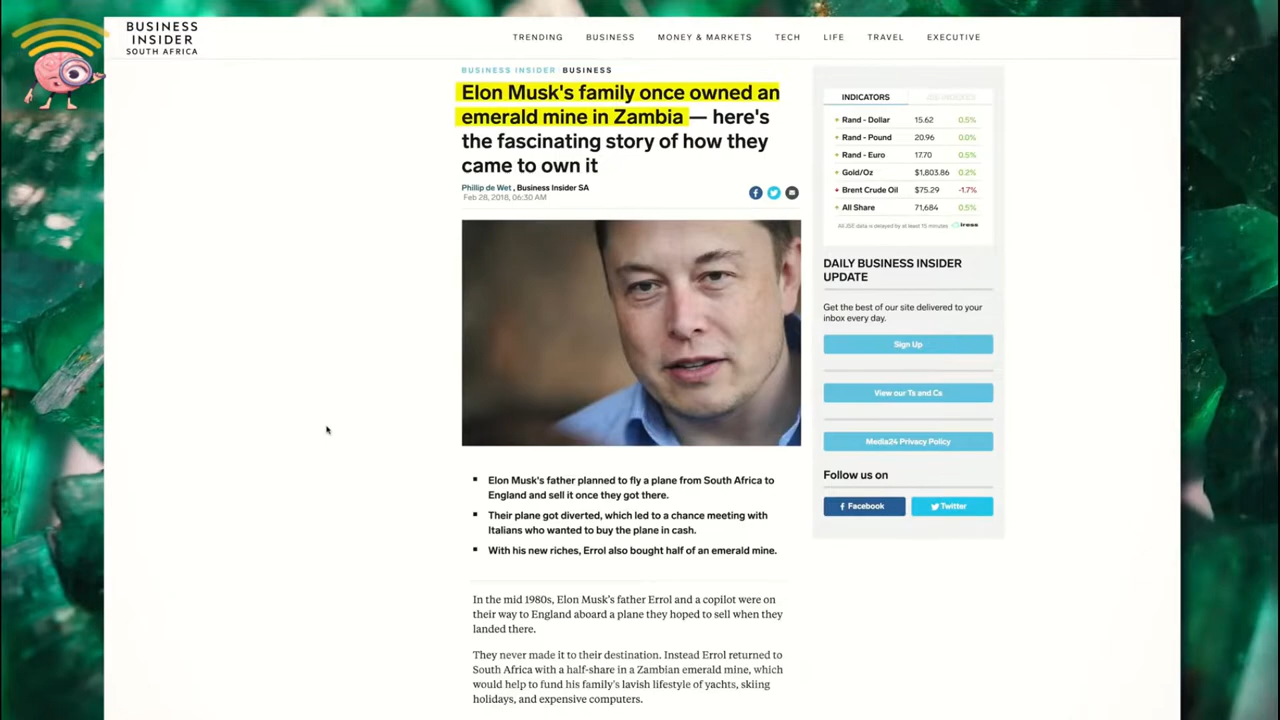 BUSINESS
INSIDER
SOUTH AFRICA
TRENDING BUSINESS MONEY & MARKETS TECH LIFE TRAVEL EXECUTIVE
BUSINESS INSIDER BUSINESS
Elon Musk's family once owned an
emerald mine in Zambia — here's
the fascinating story of how they
came to own it
Phillip de Wet , Business Insider SA
Feb 28, 2018, 06:30 AM
▪ Elon Musk's father planned to fly a plane from South Africa to
England and sell it once they got there.
▪ Their plane got diverted, which led to a chance meeting with
Italians who wanted to buy the plane in cash.
▪ With his new riches, Errol also bought half of an emerald mine.
In the mid 1980s, Elon Musk's father Errol and a copilot were on
their way to England aboard a plane they hoped to sell when they
landed there.
They never made it to their destination. Instead Errol returned to
South Africa with a half-share in a Zambian emerald mine, which
would help to fund his family's lavish lifestyle of yachts, skiing
holidays, and expensive computers.
INDICATORS JSE INDEXES
Rand - Dollar 15.62 0.5%
Rand - Pound 20.96 0.0%
Rand - Euro 17.70 0.5%
Gold/Oz $1,803.86 0.2%
Brent Crude Oil $75.29 -1.7%
All Share 71,684 0.5%
All JSE data is delayed by at least 15 minutes iress
DAILY BUSINESS INSIDER
UPDATE
Get the best of our site delivered to your
inbox every day.
Sign Up
View our Ts and Cs
Media24 Privacy Policy
Follow us on
Facebook Twitter